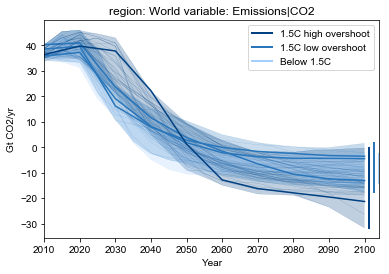 region: World variable: Emissions|CO2
1.5C high overshoot
1.5C low overshoot
Below 1.5C
Gt CO2/yr
40
30
20
10
0
−10
−20
−30
2010 2020 2030 2040 2050 2060 2070 2080 2090 2100
Year